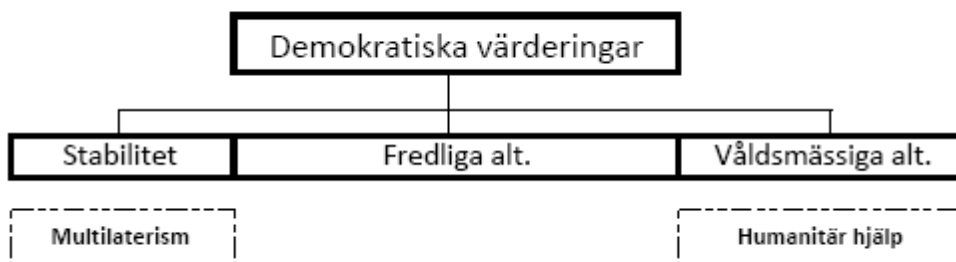 Demokratiska värderingar
Stabilitet Fredliga alt. Våldsmässiga alt.
Multilaterism Humanitär hjälp